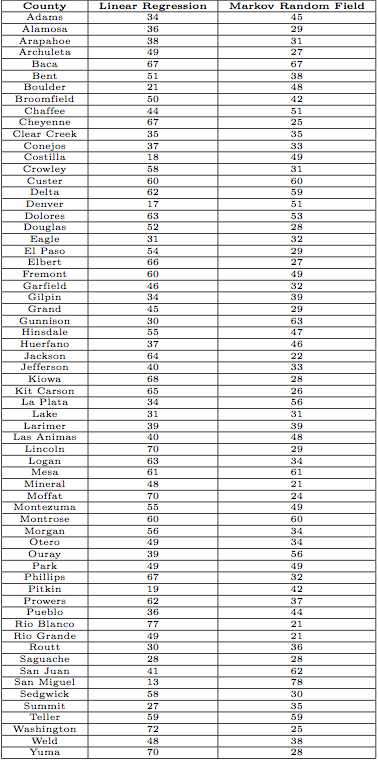 County Linear Regression Markov Random Field
Adams 34 45
Alamosa 36 29
Arapahoe 38 31
Archuleta 49 27
Baca 67 67
Bent 51 38
Boulder 21 48
Broomfield 50 42
Chaffee 44 51
Cheyenne 67 25
Clear Creek 35 35
Conejos 37 33
Costilla 18 49
Crowley 58 31
Custer 60 60
Delta 62 59
Denver 17 51
Dolores 63 53
Douglas 52 28
Eagle 31 32
El Paso 54 29
Elbert 66 27
Fremont 60 49
Garfield 46 32
Gilpin 34 39
Grand 45 29
Gunnison 30 63
Hinsdale 55 47
Huerfano 37 46
Jackson 64 22
Jefferson 40 33
Kiowa 68 28
Kit Carson 65 26
La Plata 34 56
Lake 31 31
Larimer 39 39
Las Animas 40 48
Lincoln 70 29
Logan 63 34
Mesa 61 61
Mineral 48 21
Moffat 70 24
Montezuma 55 49
Montrose 60 60
Morgan 56 34
Otero 49 34
Ouray 39 56
Park 49 49
Phillips 67 32
Pitkin 19 42
Prowers 62 37
Pueblo 36 44
Rio Blanco 77 21
Rio Grande 49 21
Routt 30 36
Saguache 28 28
San Juan 41 62
San Miguel 13 78
Sedgwick 58 30
Summit 27 35
Teller 59 59
Washington 72 25
Weld 48 38
Yuma 70 28